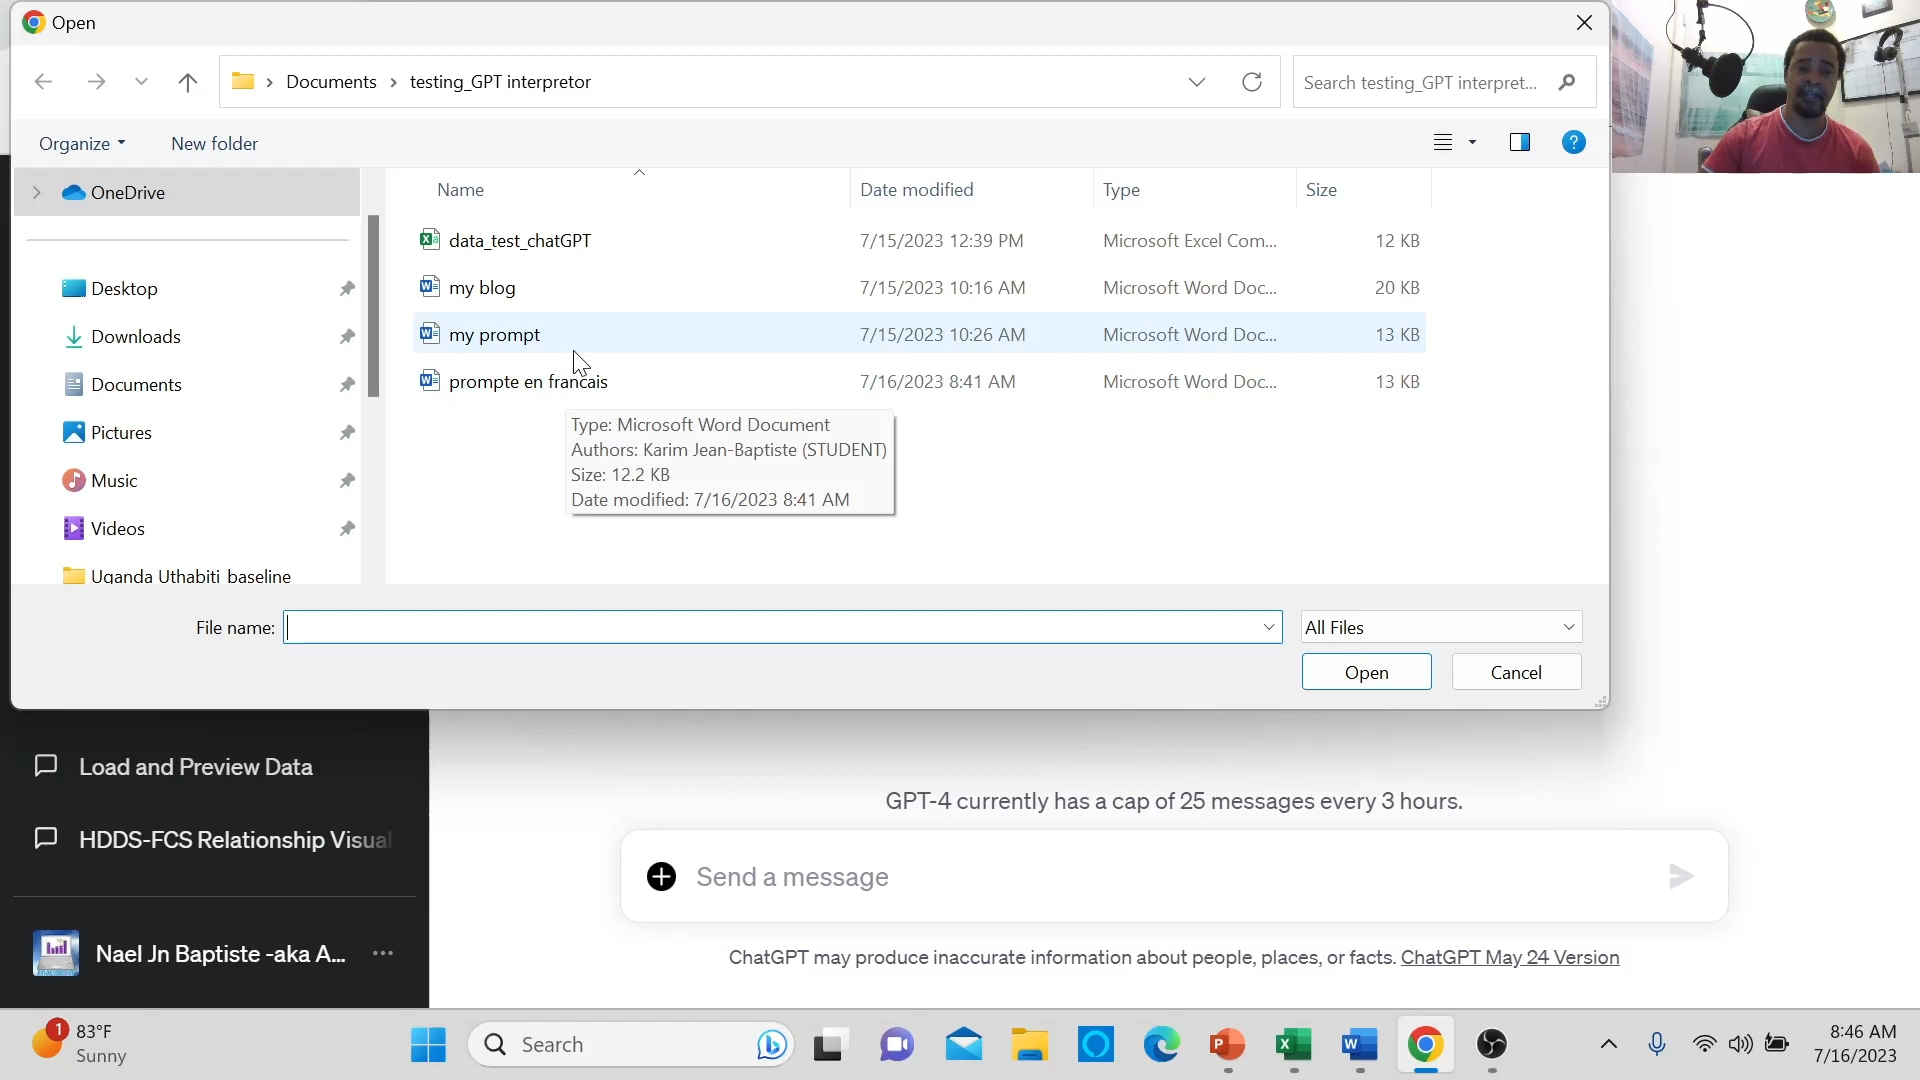 Open
Documents
testing_GPT interpretor
Search testing_GPT interpret...
Organize
New folder
?
OneDrive
Desktop
Downloads
Documents
Pictures
Music
Videos
Uganda Uthabiti baseline
Name Date modified Type Size
data_test_chatGPT 7/15/2023 12:39 PM Microsoft Excel Com... 12 KB
my blog 7/15/2023 10:16 AM Microsoft Word Doc... 20 KB
my prompt 7/15/2023 10:26 AM Microsoft Word Doc... 13 KB
prompte en francais 7/16/2023 8:41 AM Microsoft Word Doc... 13 KB
Type: Microsoft Word Document
Authors: Karim Jean-Baptiste (STUDENT)
Size: 12.2 KB
Date modified: 7/16/2023 8:41 AM
File name:
All Files
Open
Cancel
Load and Preview Data
HDDS-FCS Relationship Visual
Nael Jn Baptiste -aka A...
GPT-4 currently has a cap of 25 messages every 3 hours.
Send a message
ChatGPT may produce inaccurate information about people, places, or facts. ChatGPT May 24 Version
1
83°F
Sunny
Search
8:46 AM
7/16/2023